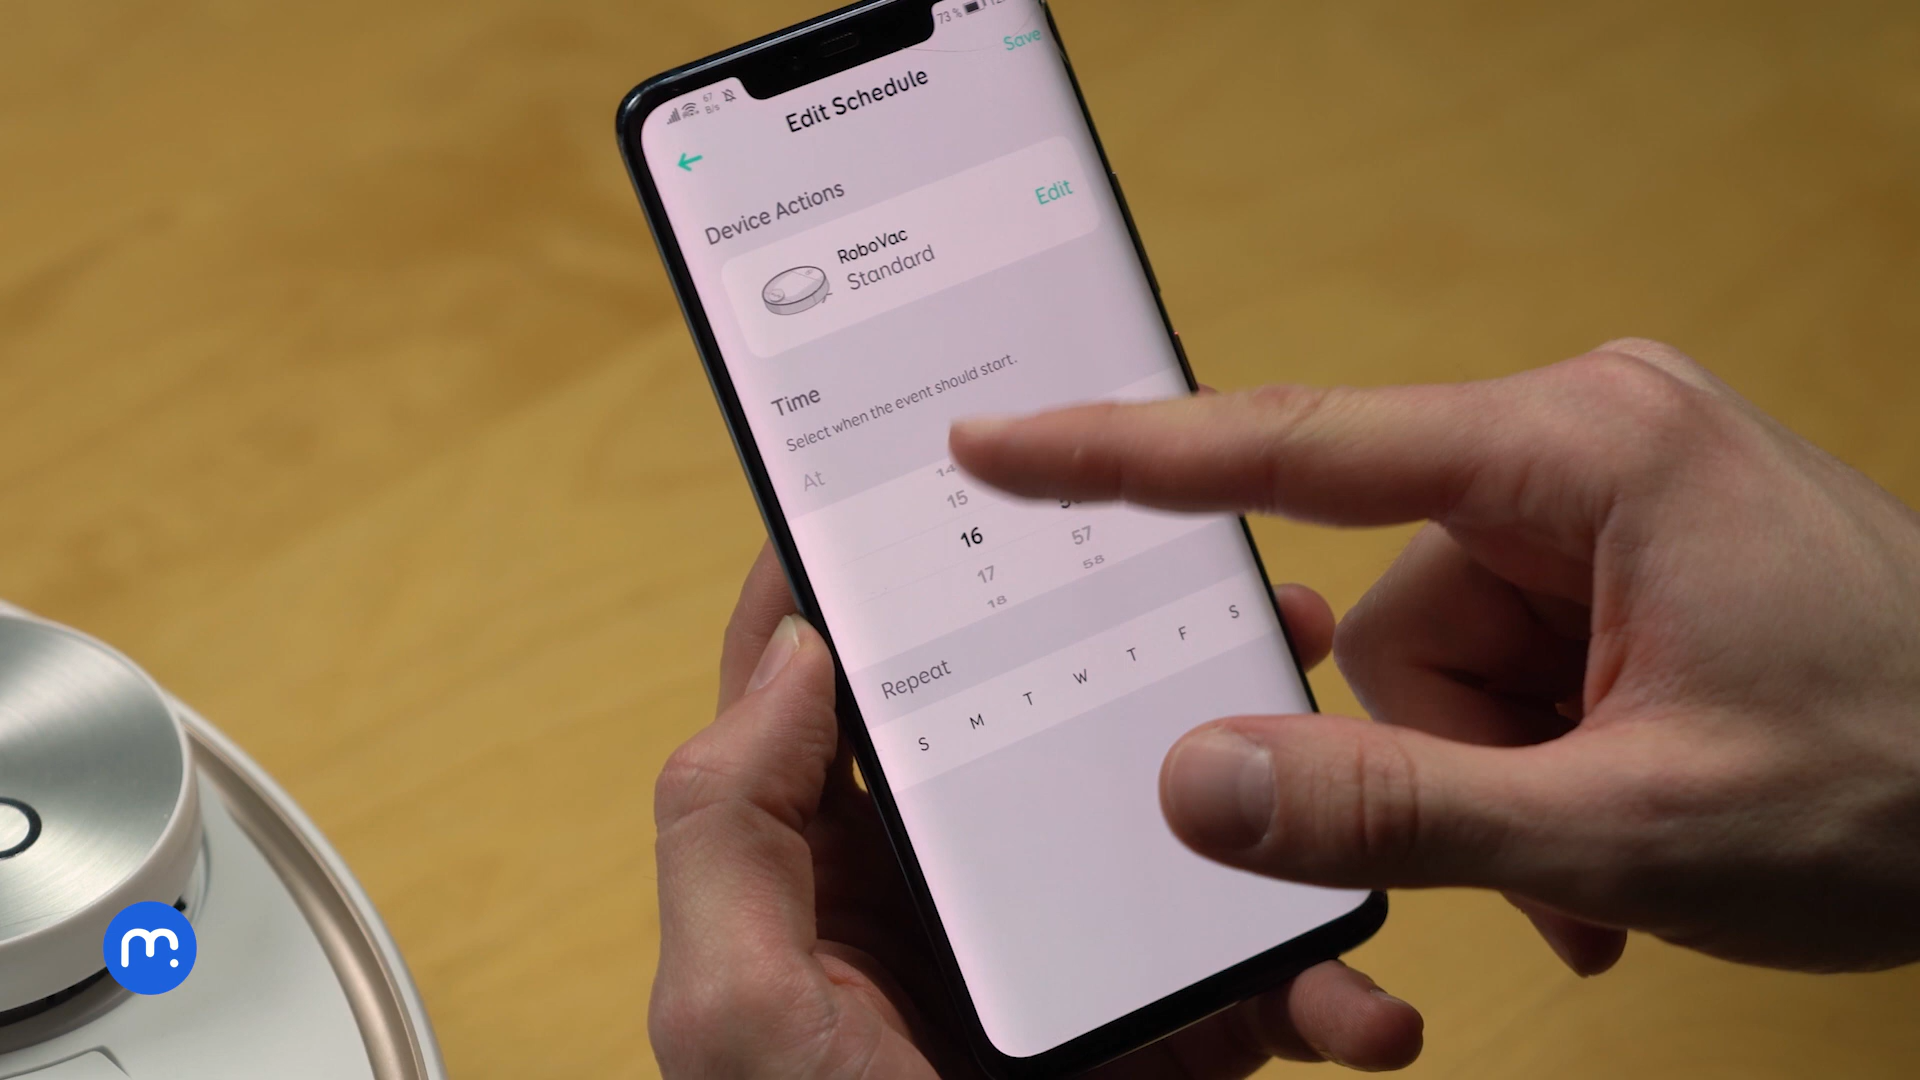 73 %
Save
67
B/s
Edit Schedule
Device Actions
Edit
RoboVac
Standard
Time
Select when the event should start.
At
14
15
16
57
17
58
18
Repeat
S M T W T F S
m.